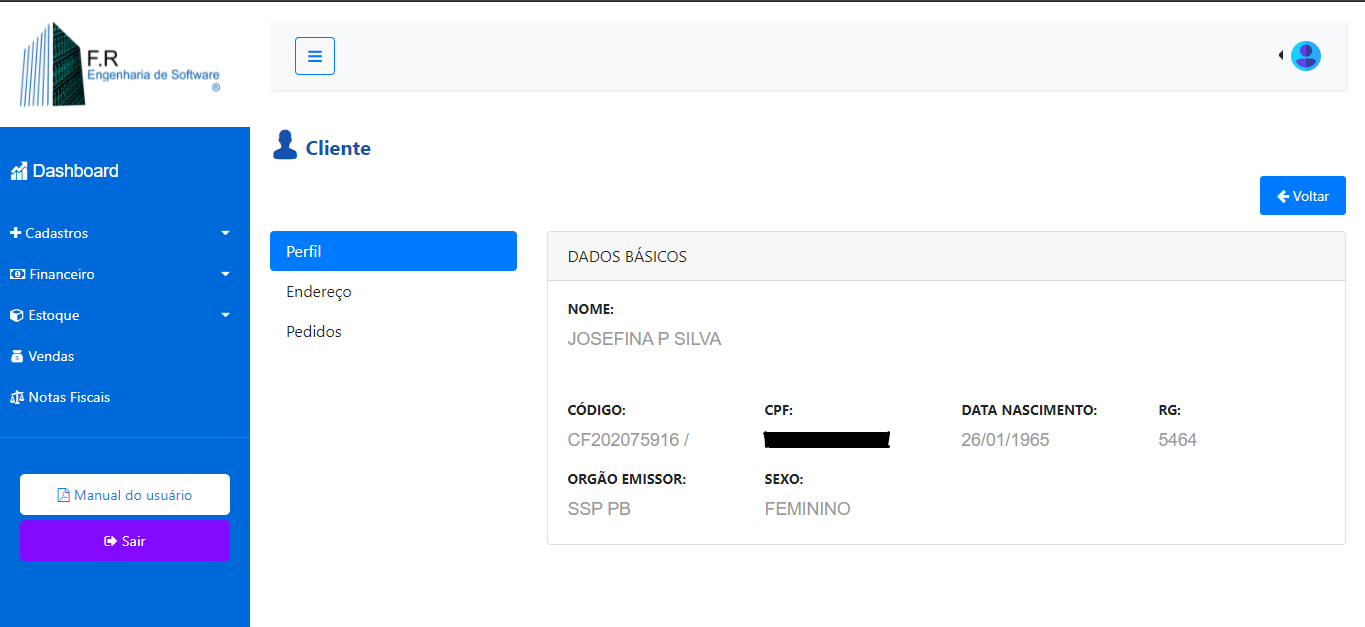 F.R
Engenharia de Software
®
Dashboard
Cadastros
Financeiro
Estoque
Vendas
Notas Fiscais
Manual do usuário
Sair
Cliente
Voltar
Perfil
Endereço
Pedidos
DADOS BÁSICOS
NOME:
JOSEFINA P SILVA
CÓDIGO: CPF: DATA NASCIMENTO: RG:
CF202075916 / 26/01/1965 5464
ORGÃO EMISSOR: SEXO:
SSP PB FEMININO